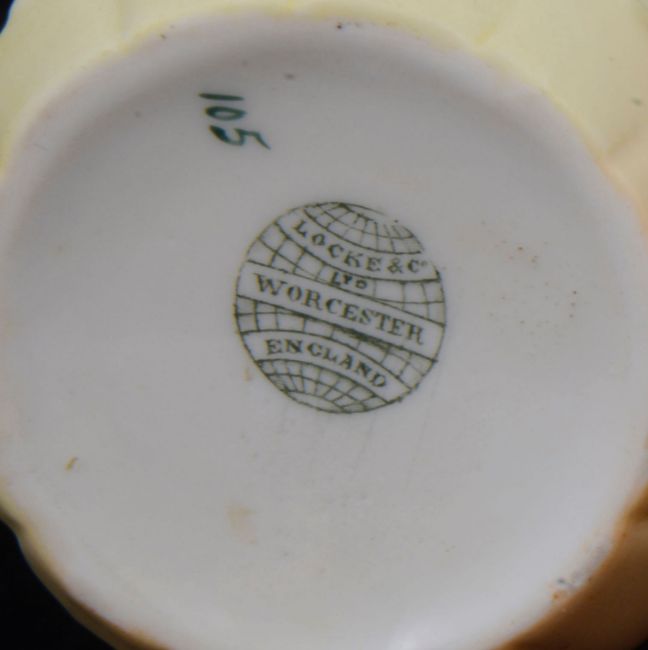 105
LOCKE & Co
LTD
WORCESTER
ENGLAND